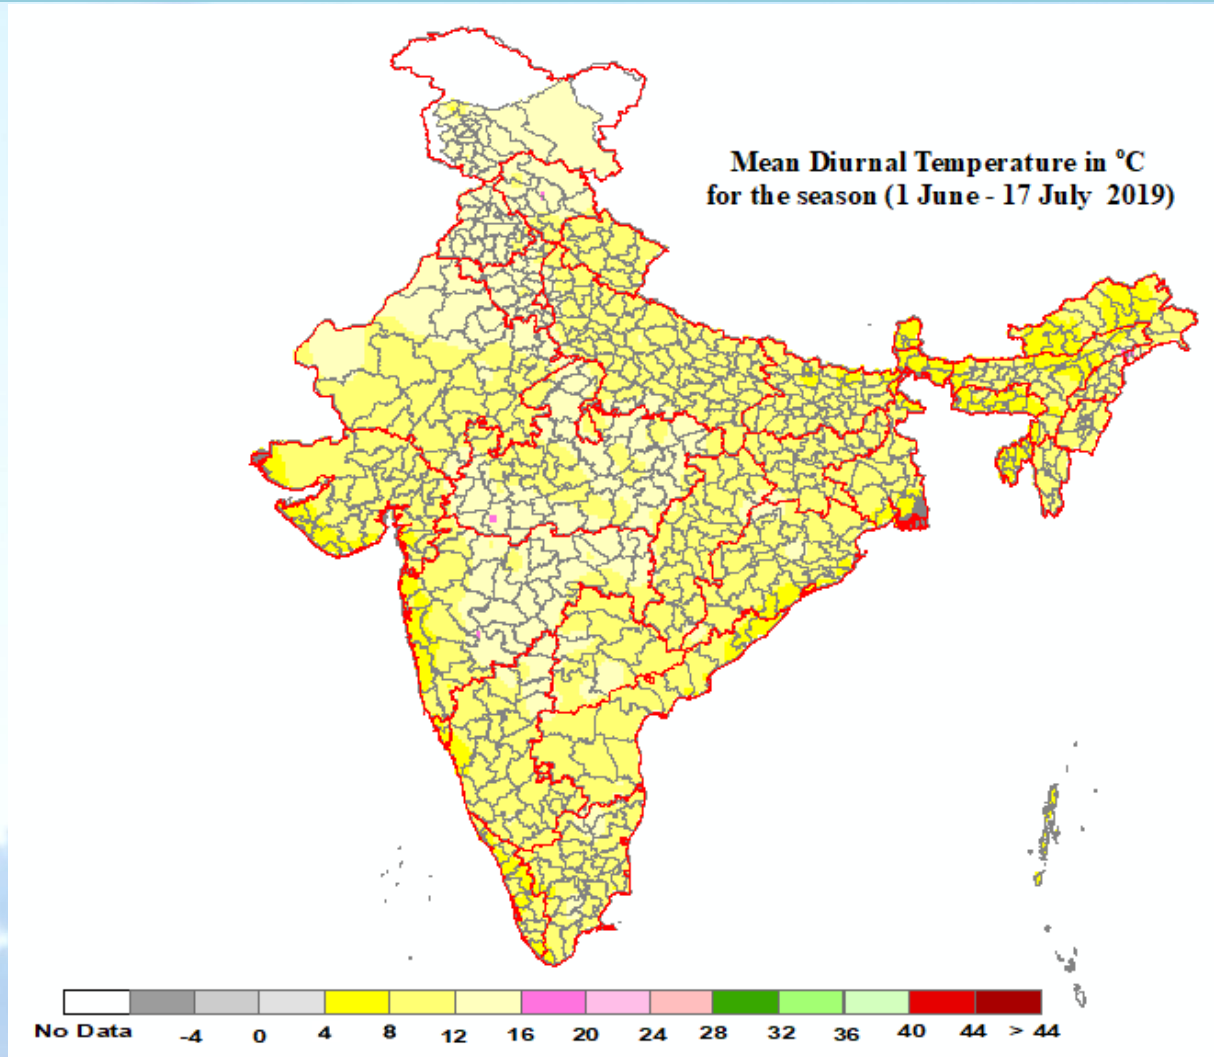 Mean Diurnal Temperature in °C
for the season (1 June - 17 July 2019)
No Data -4 0 4 8 12 16 20 24 28 32 36 40 44 > 44